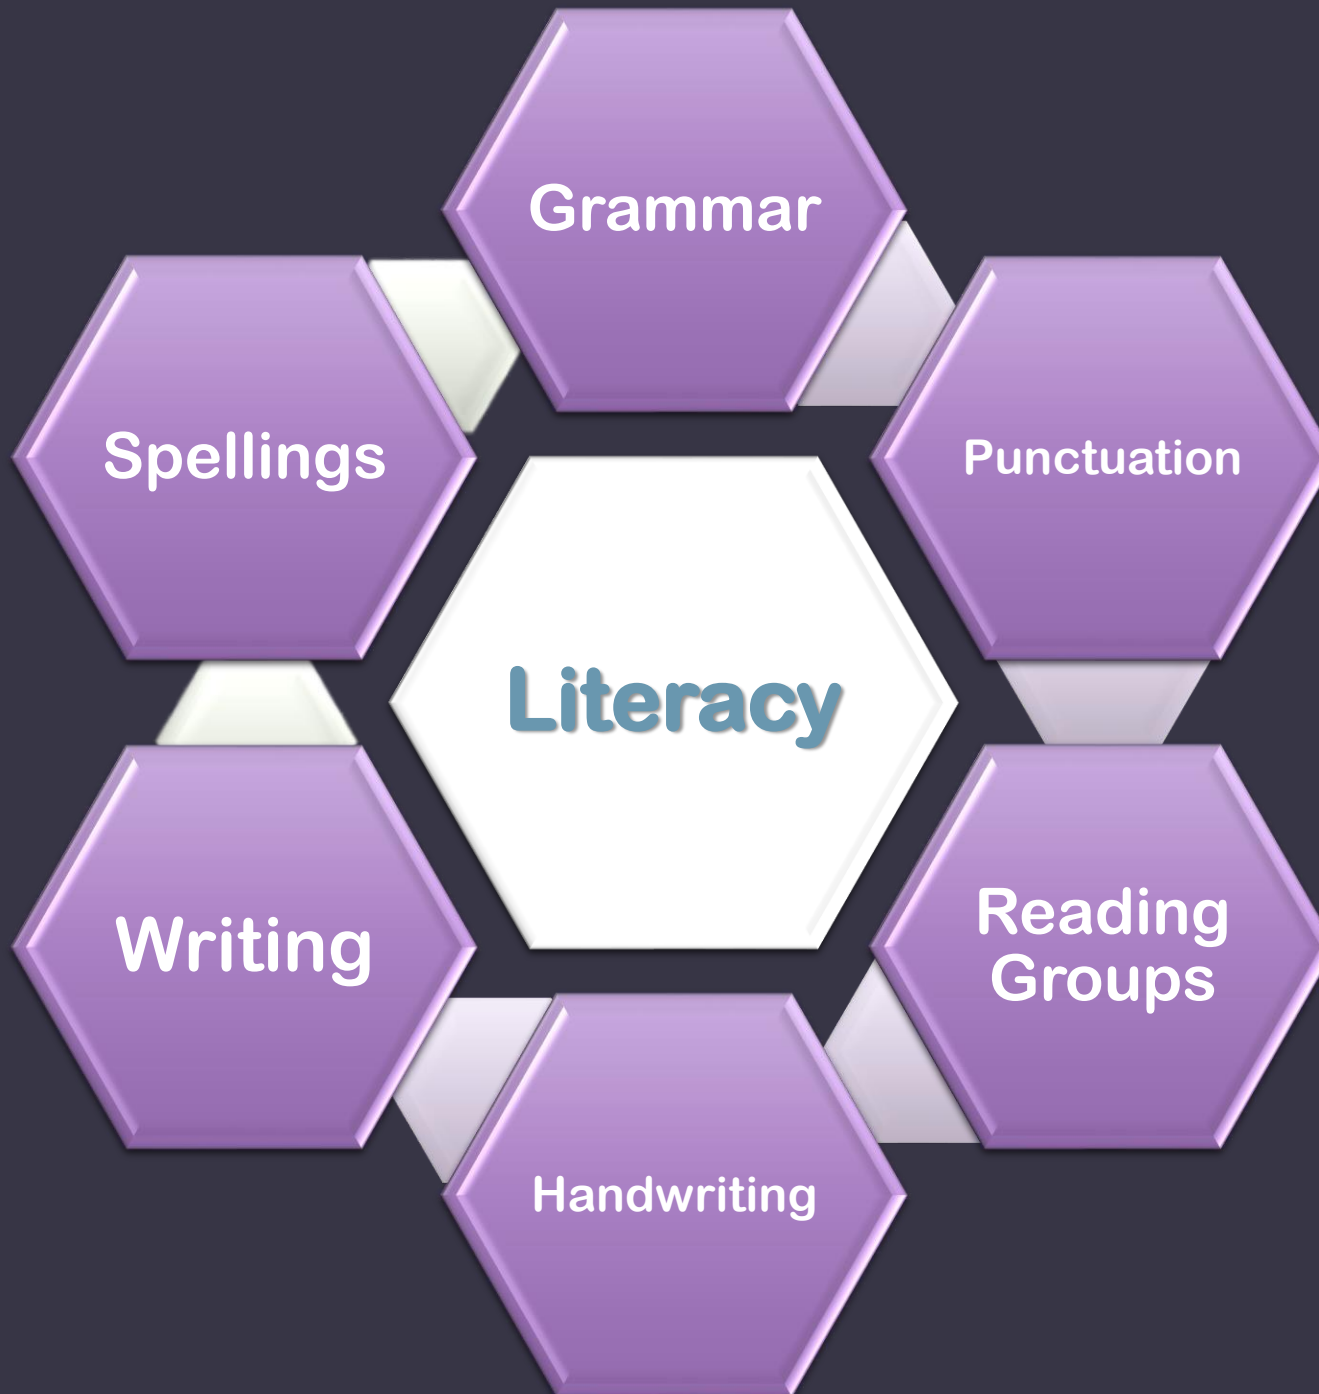 Grammar
Spellings
Punctuation
Literacy
Writing
Reading
Groups
Handwriting